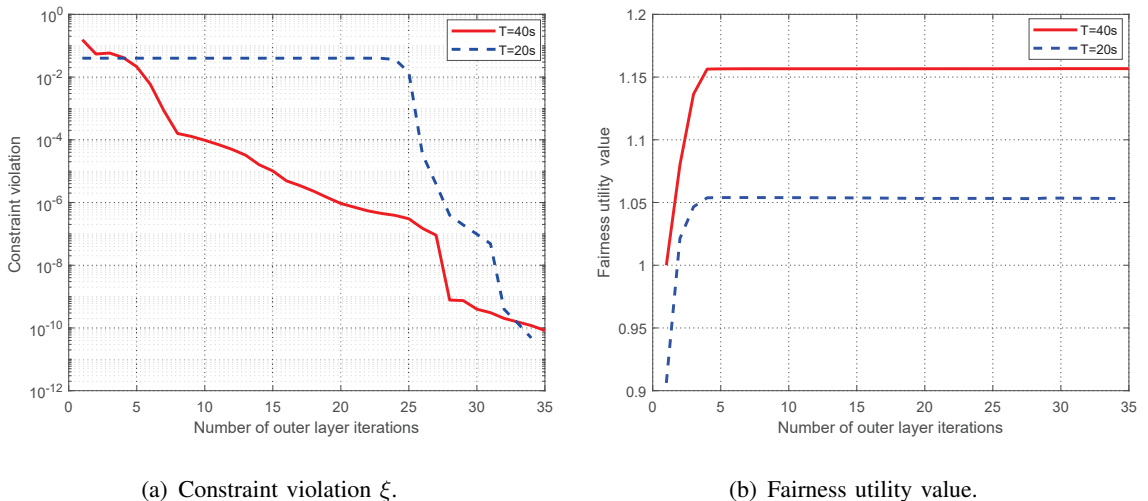 10^0
10^-2
10^-4
10^-6
10^-8
10^-10
10^-12
Constraint violation
0 5 10 15 20 25 30 35
Number of outer layer iterations
T=40s
T=20s
(a) Constraint violation ξ.
1.2
1.15
1.1
1.05
1
0.95
0.9
Fairness utility value
0 5 10 15 20 25 30 35
Number of outer layer iterations
T=40s
T=20s
(b) Fairness utility value.